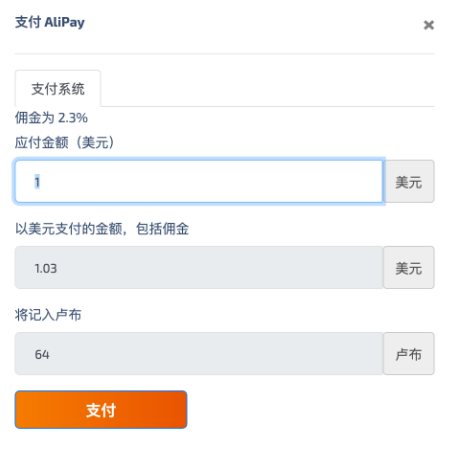 支付 AliPay
×
支付系统
佣金为 2.3%
应付金额（美元）
1 美元
以美元支付的金额，包括佣金
1.03 美元
将记入卢布
64 卢布
支付